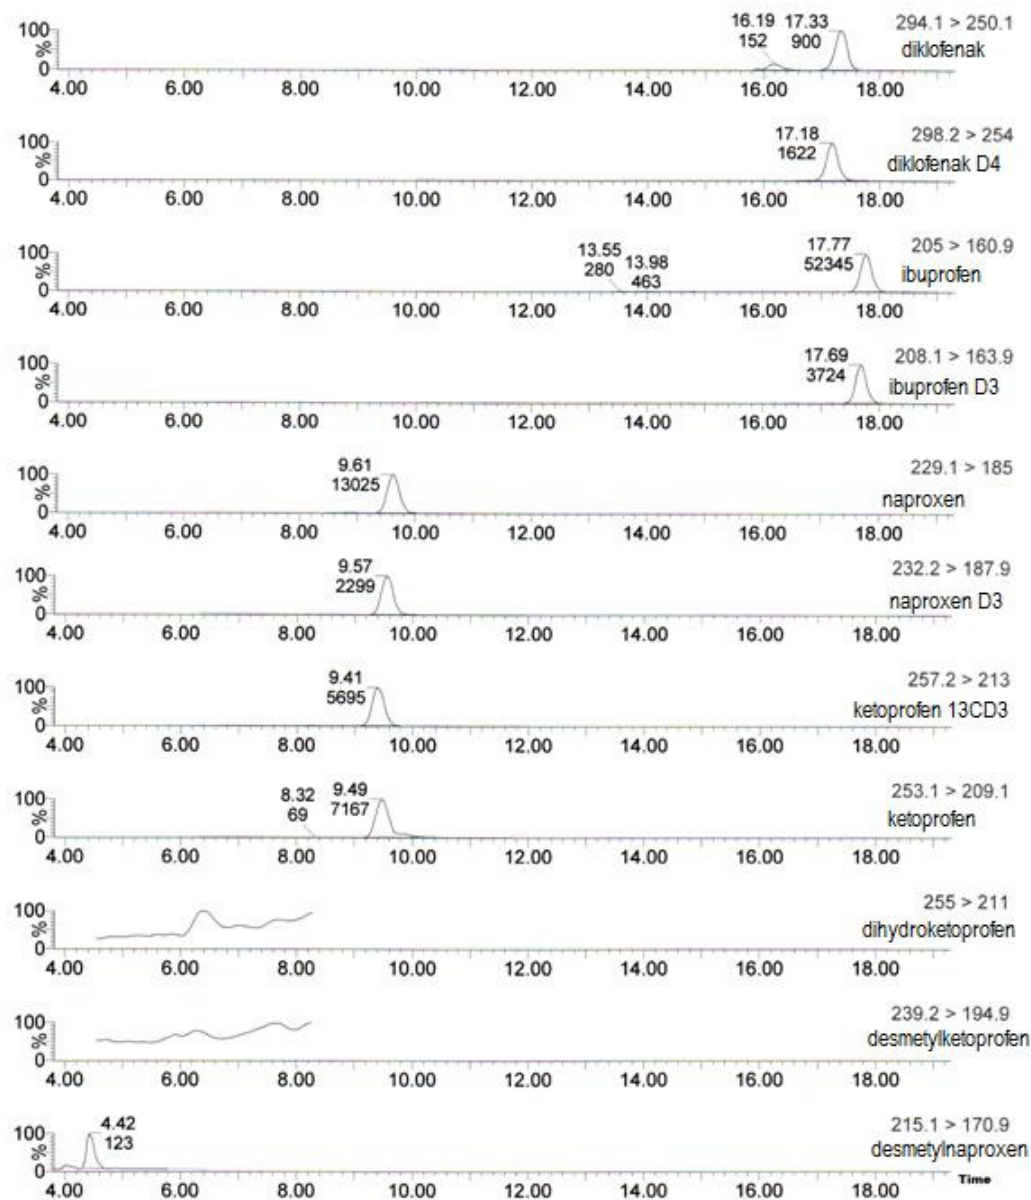 16.19 17.33 294.1 > 250.1
152 900 diklofenak
100
%
0
4.00 6.00 8.00 10.00 12.00 14.00 16.00 18.00
17.18 298.2 > 254
1622 diklofenak D4
100
%
0
4.00 6.00 8.00 10.00 12.00 14.00 16.00 18.00
13.55 13.98 17.77 205 > 160.9
280 463 52345 ibuprofen
100
%
0
4.00 6.00 8.00 10.00 12.00 14.00 16.00 18.00
17.69 208.1 > 163.9
3724 ibuprofen D3
100
%
0
4.00 6.00 8.00 10.00 12.00 14.00 16.00 18.00
9.61 229.1 > 185
13025 naproxen
100
%
0
4.00 6.00 8.00 10.00 12.00 14.00 16.00 18.00
9.57 232.2 > 187.9
2299 naproxen D3
100
%
0
4.00 6.00 8.00 10.00 12.00 14.00 16.00 18.00
9.41 257.2 > 213
5695 ketoprofen 13CD3
100
%
0
4.00 6.00 8.00 10.00 12.00 14.00 16.00 18.00
8.32 9.49 253.1 > 209.1
69 7167 ketoprofen
100
%
0
4.00 6.00 8.00 10.00 12.00 14.00 16.00 18.00
255 > 211
100 dihydroketoprofen
%
0
4.00 6.00 8.00 10.00 12.00 14.00 16.00 18.00
239.2 > 194.9
100 desmetylketoprofen
%
0
4.00 6.00 8.00 10.00 12.00 14.00 16.00 18.00
4.42 215.1 > 170.9
123 desmetylnaproxen
100
%
0
Time
4.00 6.00 8.00 10.00 12.00 14.00 16.00 18.00